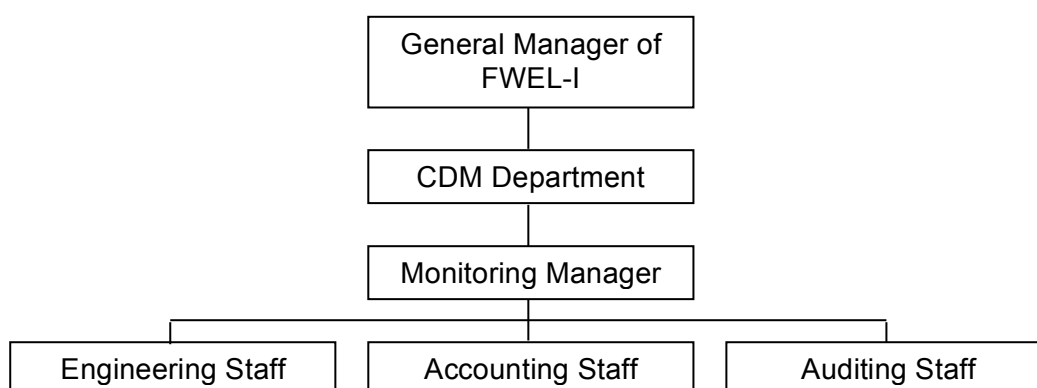 General Manager of
FWEL-I
CDM Department
Monitoring Manager
Engineering Staff
Accounting Staff
Auditing Staff